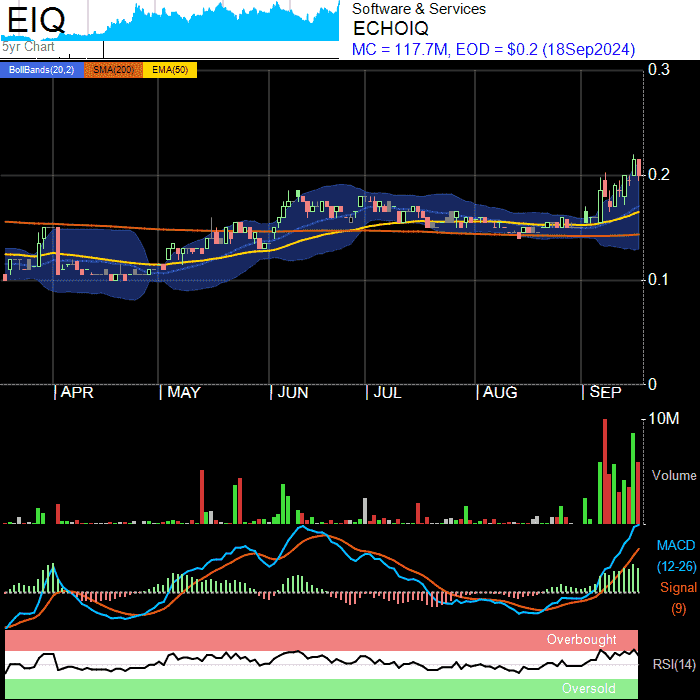 EIQ
5yr Chart
Software & Services
ECHOIQ
MC = 117.7M, EOD = $0.2 (18Sep2024)
BollBands(20,2) SMA(200) EMA(50)
0.3
0.2
0.1
0
APR MAY JUN JUL AUG SEP
10M
Volume
MACD
(12-26)
Signal
(9)
Overbought
RSI(14)
Oversold